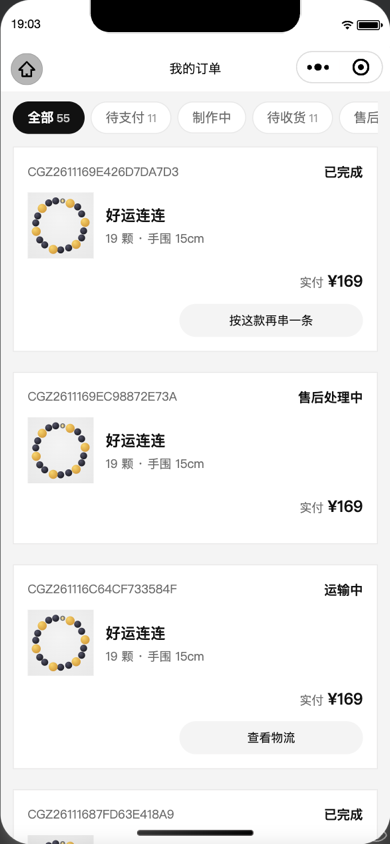 19:03
我的订单
全部 55
待支付 11
制作中
待收货 11
售后
CGZ2611169E426D7DA7D3
已完成
好运连连
19 颗 · 手围 15cm
实付 ¥169
按这款再串一条
CGZ2611169EC98872E73A
售后处理中
好运连连
19 颗 · 手围 15cm
实付 ¥169
CGZ261116C64CF733584F
运输中
好运连连
19 颗 · 手围 15cm
实付 ¥169
查看物流
CGZ26111687FD63E418A9
已完成